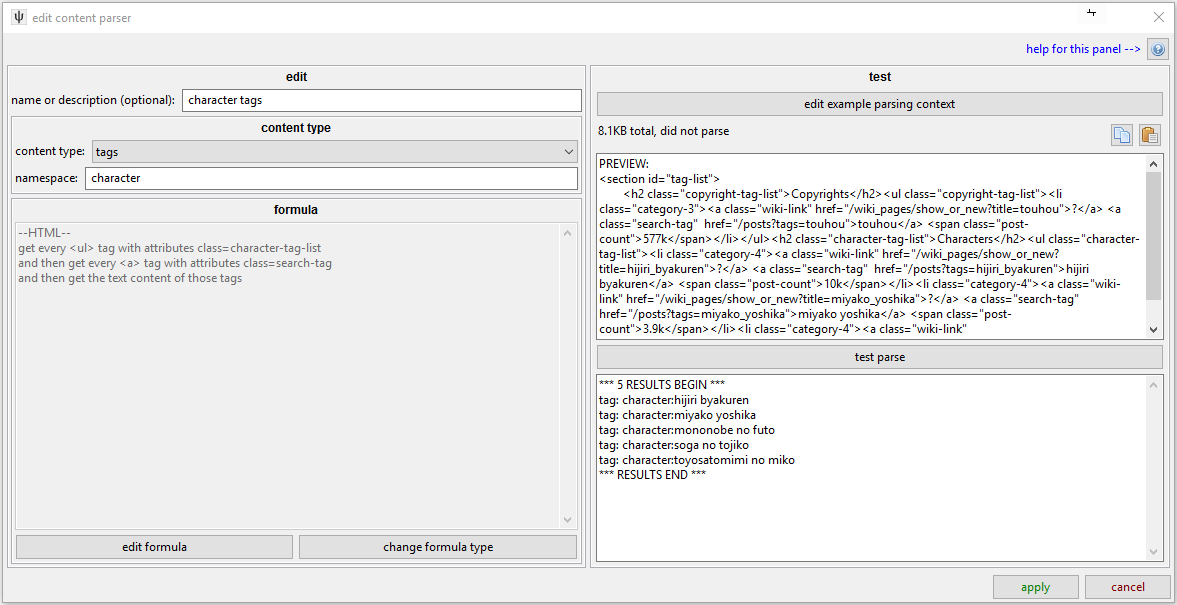 ψ edit content parser
help for this panel -->
?
edit
name or description (optional): character tags
content type
content type: tags
namespace: character
formula
--HTML--
get every <ul> tag with attributes class=character-tag-list
and then get every <a> tag with attributes class=search-tag
and then get the text content of those tags
edit formula
change formula type
test
edit example parsing context
8.1KB total, did not parse
PREVIEW:
<section id="tag-list">
<h2 class="copyright-tag-list">Copyrights</h2><ul class="copyright-tag-list"><li
class="category-3"><a class="wiki-link" href="/wiki_pages/show_or_new?title=touhou">?</a> <a
class="search-tag"  href="/posts?tags=touhou">touhou</a> <span class="post-
count">577k</span></li></ul><h2 class="character-tag-list">Characters</h2><ul class="character-
tag-list"><li class="category-4"><a class="wiki-link" href="/wiki_pages/show_or_new?
title=hijiri_byakuren">?</a> <a class="search-tag"  href="/posts?tags=hijiri_byakuren">hijiri
byakuren</a> <span class="post-count">10k</span></li><li class="category-4"><a class="wiki-
link" href="/wiki_pages/show_or_new?title=miyako_yoshika">?</a> <a class="search-tag"
href="/posts?tags=miyako_yoshika">miyako yoshika</a> <span class="post-
count">3.9k</span></li><li class="category-4"><a class="wiki-link"
test parse
*** 5 RESULTS BEGIN ***
tag: character:hijiri byakuren
tag: character:miyako yoshika
tag: character:mononobe no futo
tag: character:soga no tojiko
tag: character:toyosatomimi no miko
*** RESULTS END ***
apply
cancel